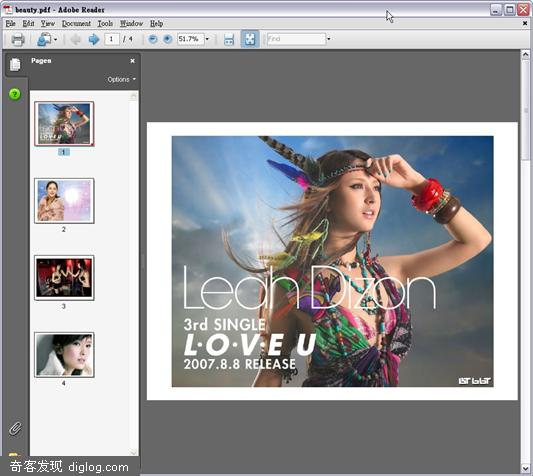 beauty.pdf - Adobe Reader
File Edit View Document Tools Window Help
1 / 4
51.7%
Find
Pages
Options
1
2
3
4
Leah Dizon
3rd SINGLE
L·O·V·E U
2007.8.8 RELEASE
奇客发现 diglog.com